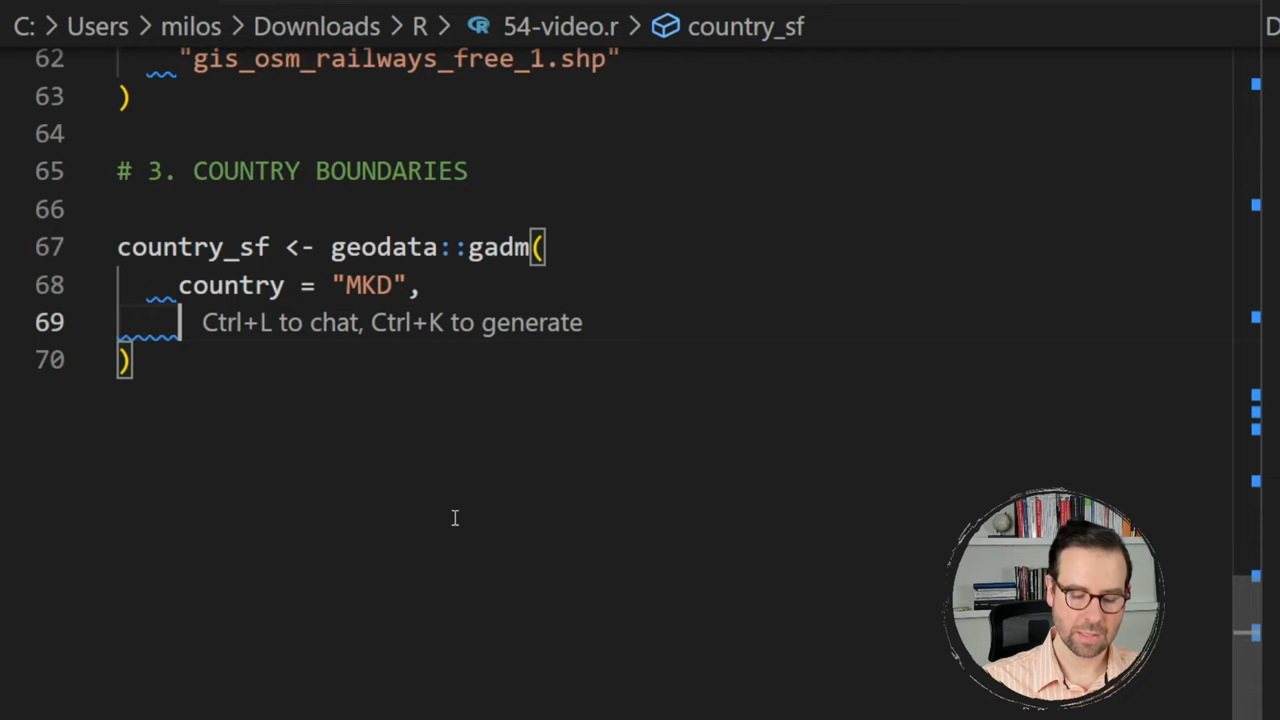 C: > Users > milos > Downloads > R > 54-video.r > country_sf
62 "gis_osm_railways_free_1.shp"
63 )
64
65 # 3. COUNTRY BOUNDARIES
66
67 country_sf <- geodata::gadm(
68 country = "MKD",
69 Ctrl+L to chat, Ctrl+K to generate
70 )